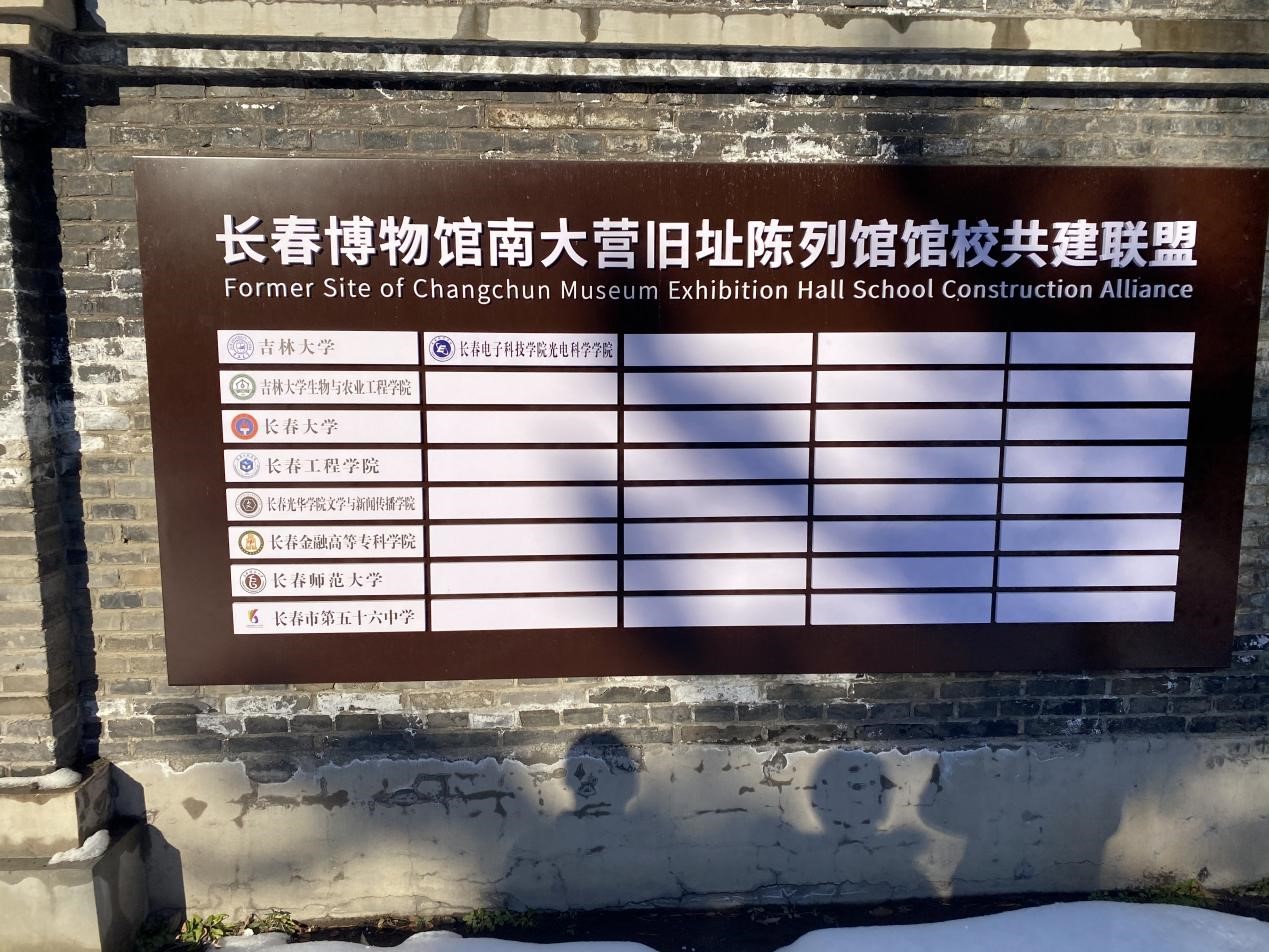 长春博物馆南大营旧址陈列馆馆校共建联盟
Former Site of Changchun Museum Exhibition Hall School Construction Alliance
吉林大学
长春电子科技学院光电科学学院
吉林大学生物与农业工程学院
长春大学
长春工程学院
长春光华学院文学与新闻传播学院
长春金融高等专科学院
长春师范大学
长春市第五十六中学